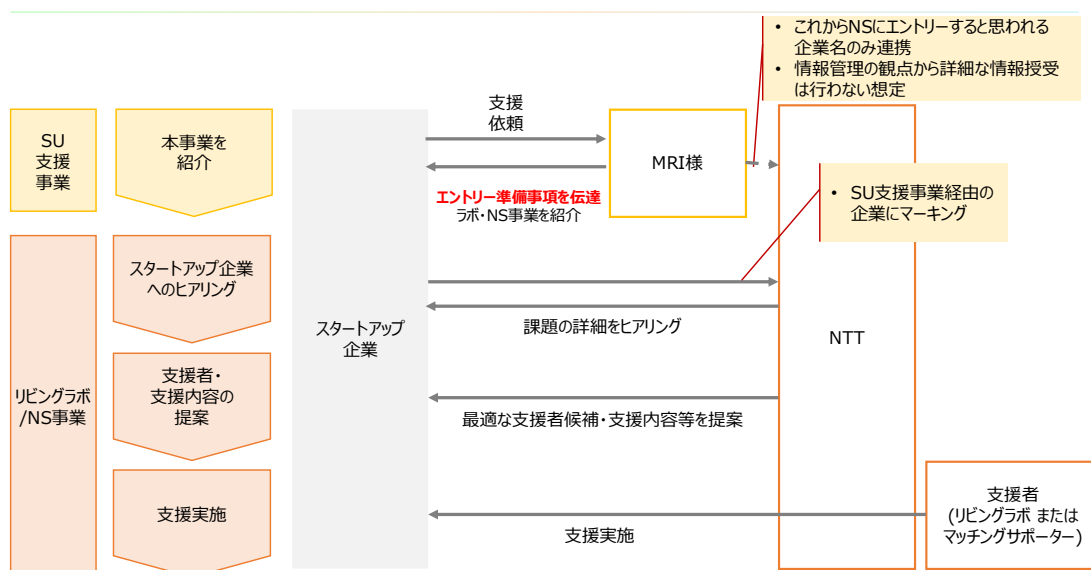 • これからNSにエントリーすると思われる
企業名のみ連携
• 情報管理の観点から詳細な情報授受
は行わない想定
SU
支援
事業
本事業を
紹介
支援
依頼
MRI様
エントリー準備事項を伝達
ラボ・NS事業を紹介
• SU支援事業経由の
企業にマーキング
リビングラボ
/NS事業
スタートアップ企業
へのヒアリング
スタートアップ
企業
課題の詳細をヒアリング
NTT
支援者・
支援内容の
提案
最適な支援者候補・支援内容等を提案
支援実施
支援実施
支援者
(リビングラボ または
マッチングサポーター)